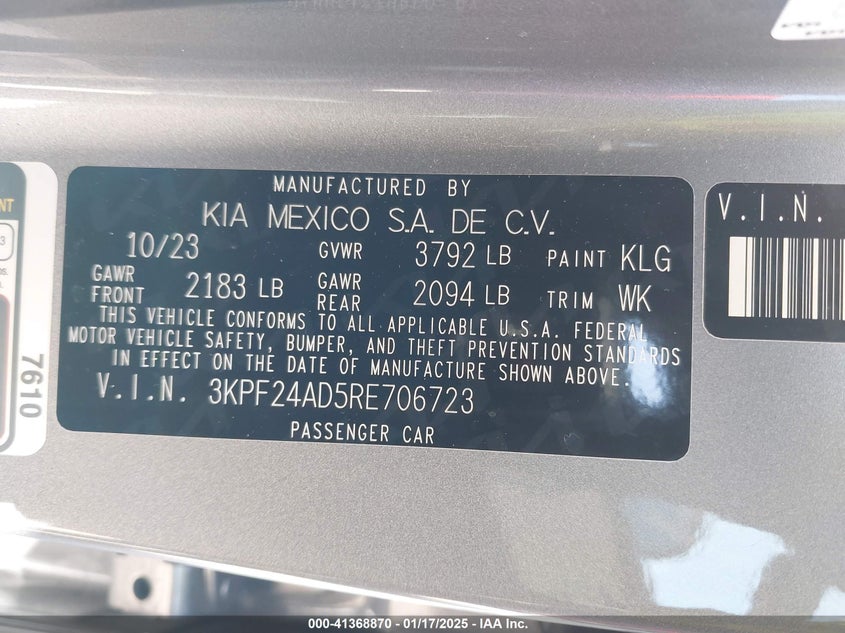 MANUFACTURED BY
KIA MEXICO S.A. DE C.V.
10/23 GVWR 3792 LB PAINT KLG
GAWR FRONT 2183 LB GAWR REAR 2094 LB TRIM WK
THIS VEHICLE CONFORMS TO ALL APPLICABLE U.S.A. FEDERAL
MOTOR VEHICLE SAFETY, BUMPER, AND THEFT PREVENTION STANDARDS
IN EFFECT ON THE DATE OF MANUFACTURE SHOWN ABOVE.
V.I.N. 3KPF24AD5RE706723
PASSENGER CAR
V.I.N.
NT
3
7610
000-41368870 — 01/17/2025 — IAA Inc.